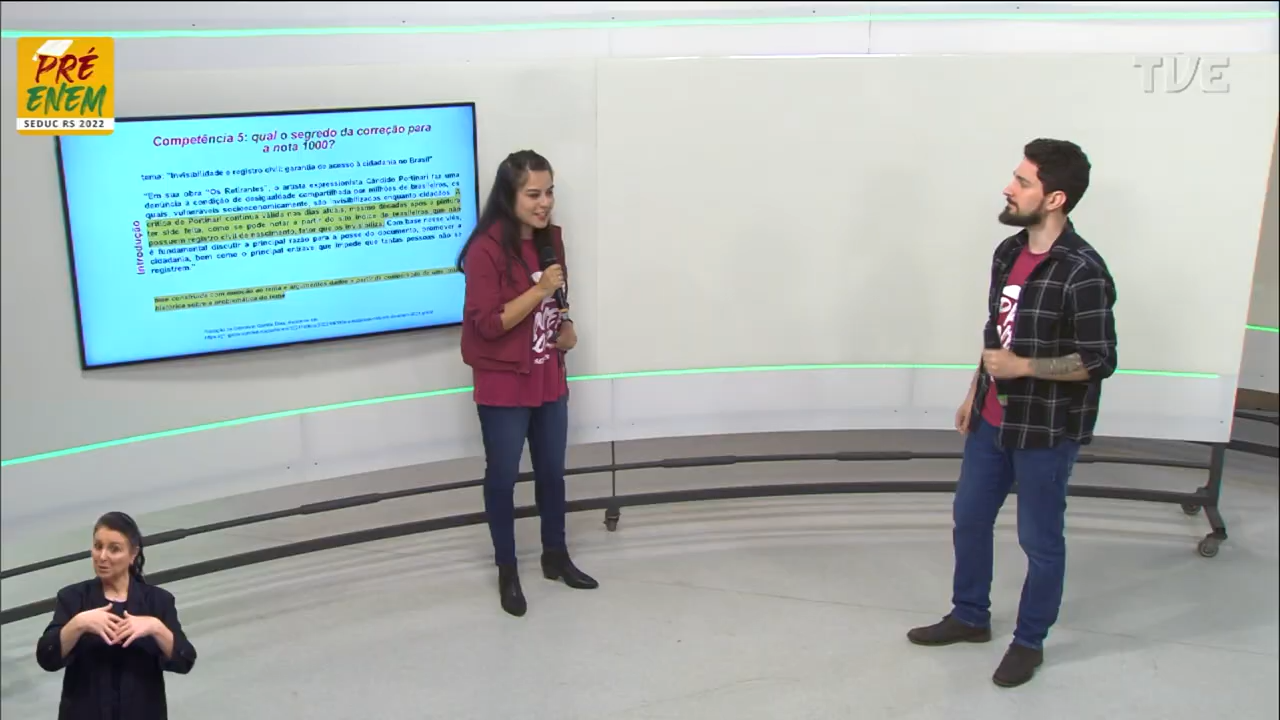 PRÉ
ENEM
SEDUC RS 2022
TVE
Competência 5: qual o segredo da correção para
a nota 1000?
tema: "Invisibilidade e registro civil: garantia de acesso à cidadania no Brasil"
Introdução
"Em sua obra "Os Retirantes", o artista expressionista Cândido Portinari faz uma
denúncia à condição de desigualdade compartilhada por milhões de brasileiros, os
quais, vulneráveis socioeconomicamente, são invisibilizados enquanto cidadãos. A
crítica de Portinari continua válida nos dias atuais, mesmo décadas após a pintura
ter sido feita, como se pode notar a partir do alto índice de brasileiros que não
possuem registro civil de nascimento, fator que os invisibiliza. Com base nesse viés,
é fundamental discutir a principal razão para a posse do documento, promover a
cidadania, bem como o principal entrave que impede que tantas pessoas não se
registrem."
histórica sobre a problemática do tema